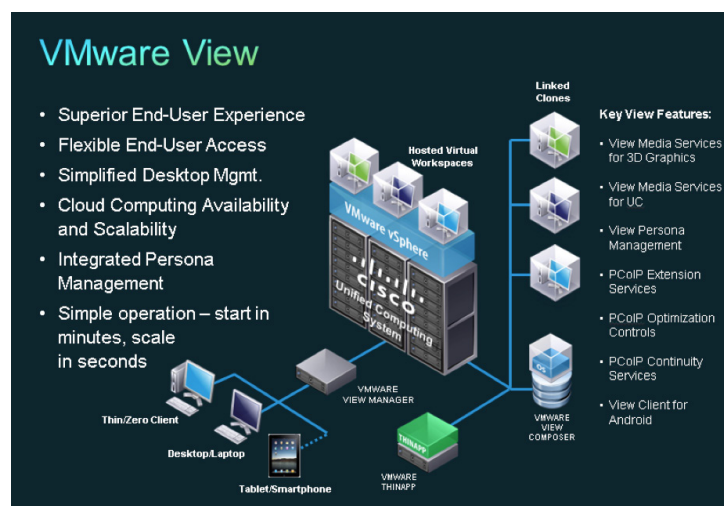 VMware View
• Superior End-User Experience
• Flexible End-User Access
• Simplified Desktop Mgmt.
• Cloud Computing Availability
and Scalability
• Integrated Persona
Management
• Simple operation – start in
minutes, scale
in seconds
Hosted Virtual
Workspaces
VMware vSphere
CISCO
Unified Computing
System
VMWARE
VIEW MANAGER
Thin/Zero Client
Desktop/Laptop
Tablet/Smartphone
THINAPP
VMWARE
THINAPP
Linked
Clones
OS
VMWARE
VIEW
COMPOSER
Key View Features:
• View Media Services
for 3D Graphics
• View Media Services
for UC
• View Persona
Management
• PCoIP Extension
Services
• PCoIP Optimization
Controls
• PCoIP Continuity
Services
• View Client for
Android